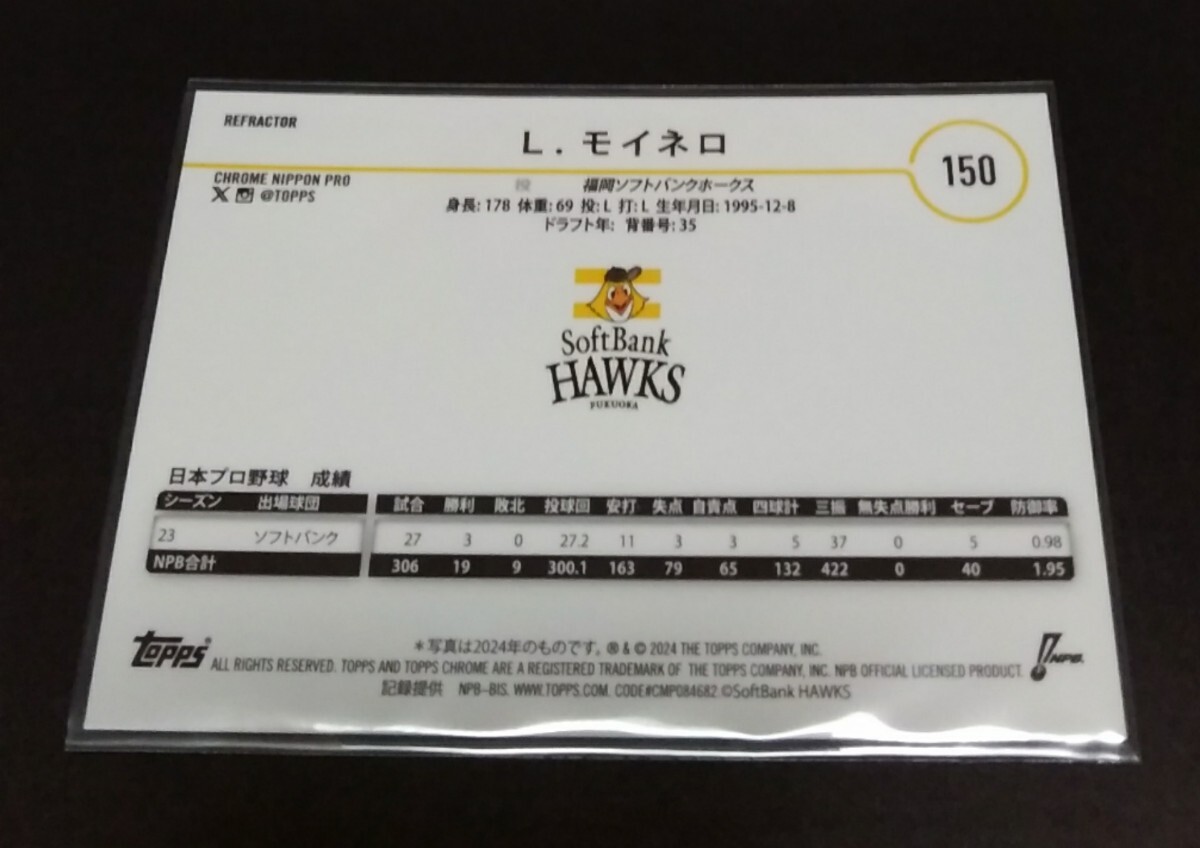 REFRACTOR
L. モイネロ
150
CHROME NIPPON PRO
@TOPPS
投 福岡ソフトバンクホークス
身長: 178 体重: 69 投: L 打: L 生年月日: 1995-12-8
ドラフト年: 背番号: 35
SoftBank
HAWKS
FUKUOKA
日本プロ野球 成績
シーズン 出場球団 試合 勝利 敗北 投球回 安打 失点 自責点 四球計 三振 無失点勝利 セーブ 防御率
23 ソフトバンク 27 3 0 27.2 11 3 3 5 37 0 5 0.98
NPB合計 306 19 9 300.1 163 79 65 132 422 0 40 1.95
topps®
*写真は2024年のものです。 ® & © 2024 THE TOPPS COMPANY, INC.
ALL RIGHTS RESERVED. TOPPS AND TOPPS CHROME ARE A REGISTERED TRADEMARK OF THE TOPPS COMPANY, INC. NPB OFFICIAL LICENSED PRODUCT.
記録提供 NPB-BIS. WWW.TOPPS.COM. CODE#CMP084682 ©SoftBank HAWKS
NPB